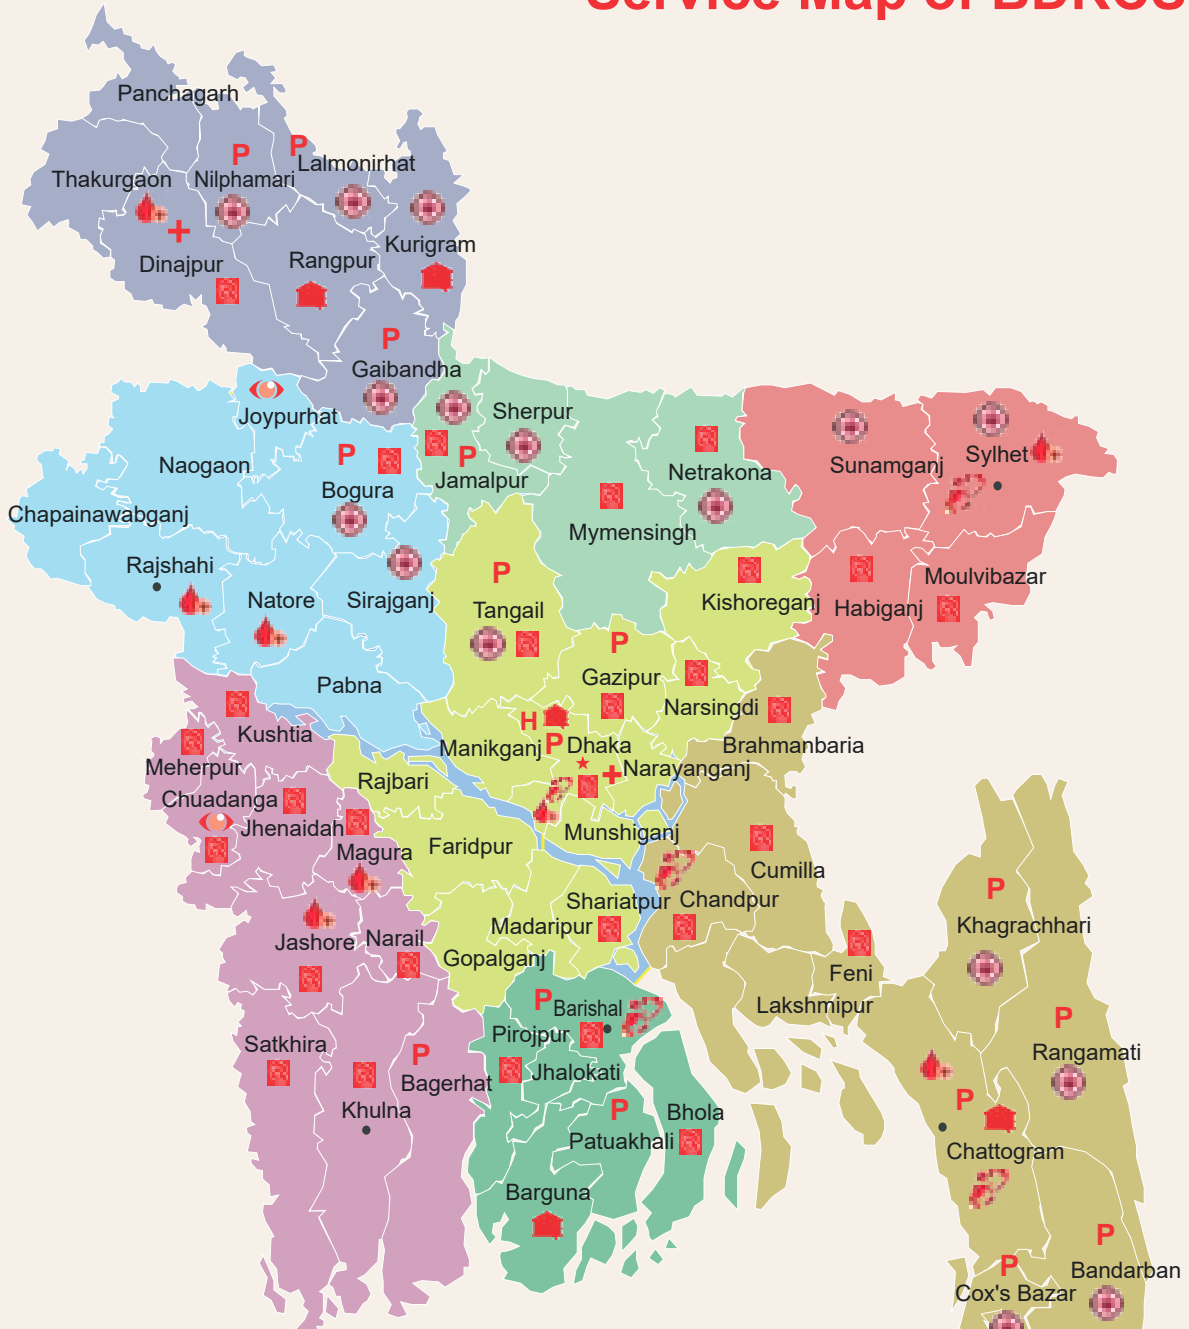 Service Map of BDRCS
Panchagarh
P
P
Lalmonirhat
Thakurgaon
Nilphamari
Kurigram
Dinajpur
Rangpur
P
Gaibandha
Joypurhat
Sherpur
P
P
Naogaon
Jamalpur
Netrakona
Sunamganj
Sylhet
Bogura
Chapainawabganj
Mymensingh
Rajshahi
P
Moulvibazar
Natore
Sirajganj
Tangail
Kishoreganj
Habiganj
P
Gazipur
Pabna
Narsingdi
H
Kushtia
Manikganj
P
Dhaka
Brahmanbaria
Meherpur
Narayanganj
Rajbari
Chuadanga
Jhenaidah
Munshiganj
Magura
Faridpur
Cumilla
P
Shariatpur
Chandpur
Khagrachhari
Madaripur
Jashore
Narail
Gopalganj
Feni
P
Barishal
Lakshmipur
P
Pirojpur
Satkhira
P
Rangamati
Bagerhat
Jhalokati
P
P
Khulna
Bhola
Patuakhali
Chattogram
Barguna
P
P
Bandarban
Cox's Bazar